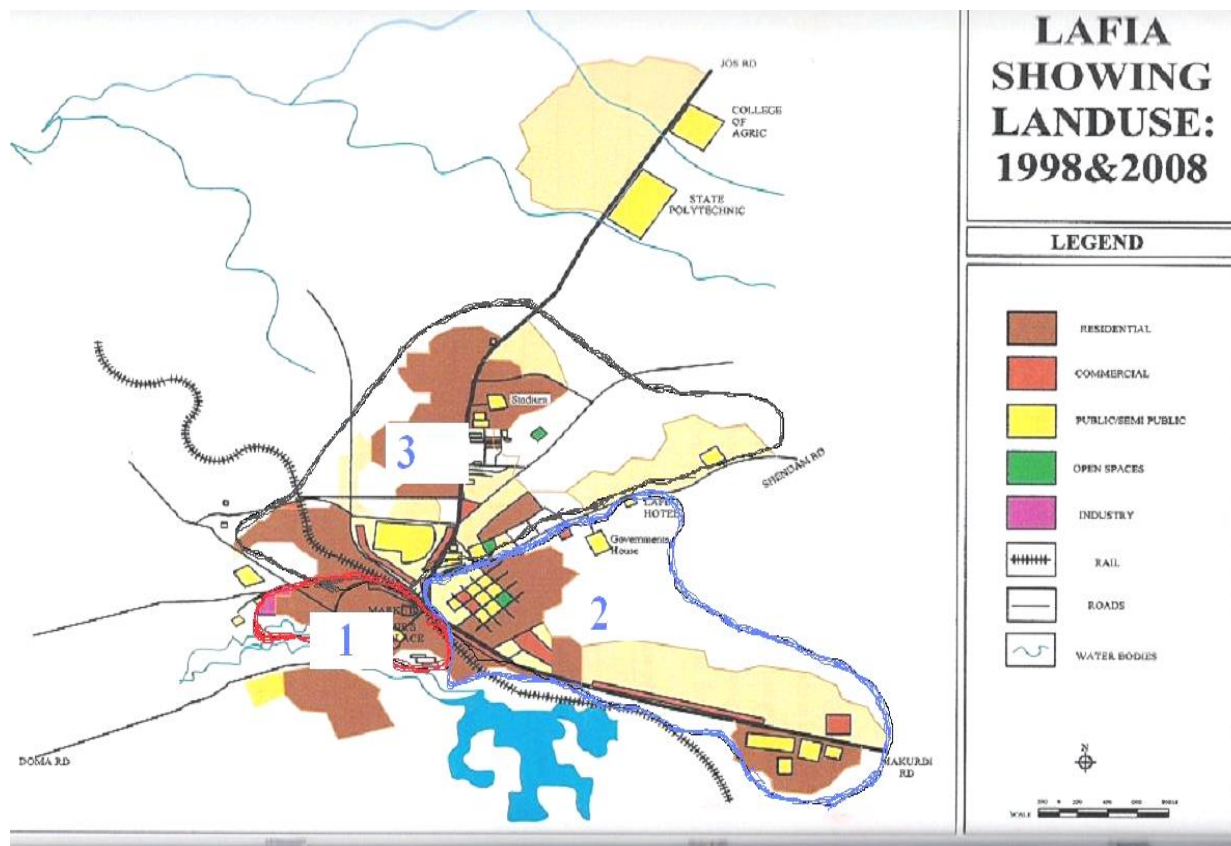 LAFIA
SHOWING
LANDUSE:
1998&2008
LEGEND
RESIDENTIAL
COMMERCIAL
PUBLIC/SEMI PUBLIC
OPEN SPACES
INDUSTRY
RAIL
ROADS
WATER BODIES
N
SCALE
JOS RD
COLLEGE
OF
AGRIC
STATE
POLYTECHNIC
Stadium
3
SHENDAM RD
HOTEL
Governments
House
2
1
DOMA RD
MAKURDI
RD